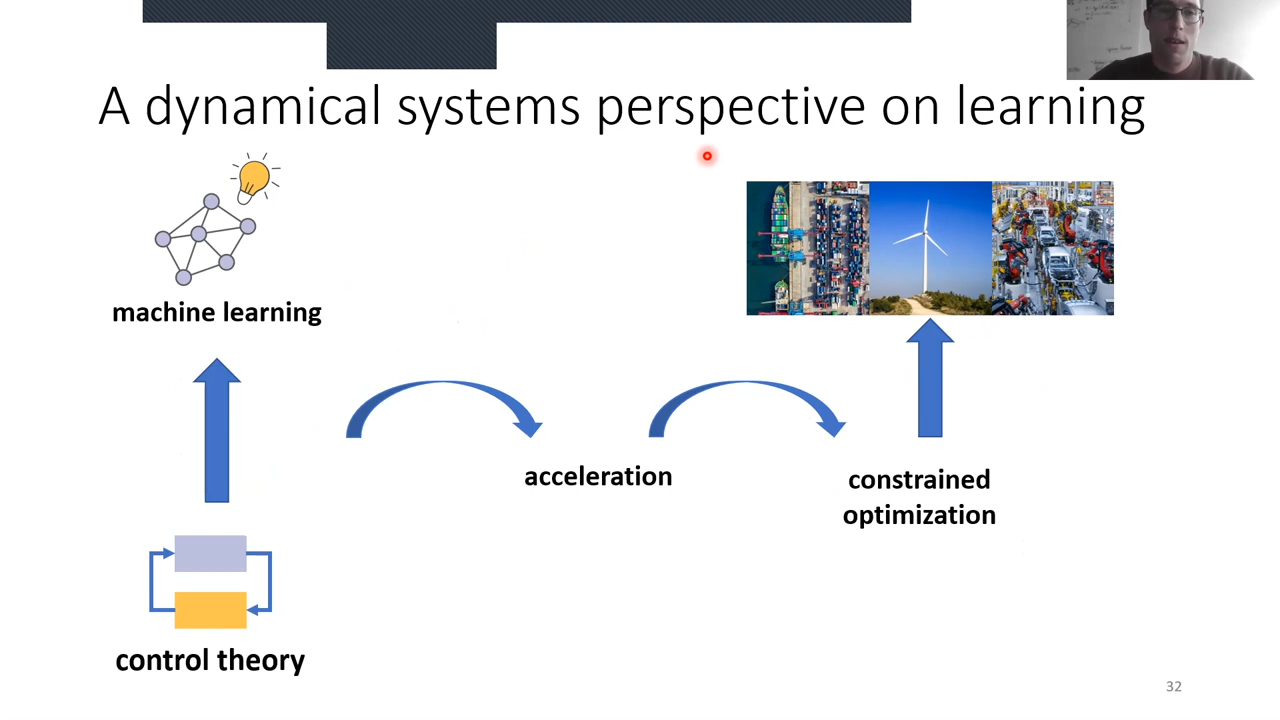 A dynamical systems perspective on learning
machine learning
acceleration
constrained
optimization
control theory
32